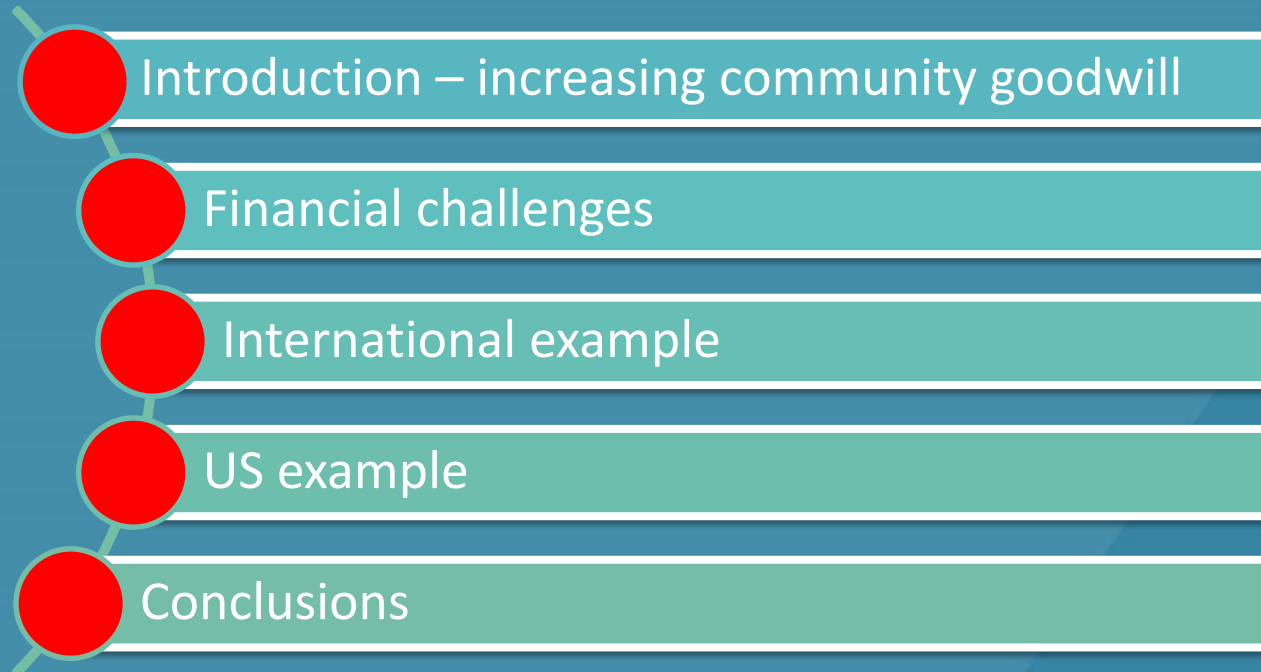 Introduction – increasing community goodwill
Financial challenges
International example
US example
Conclusions